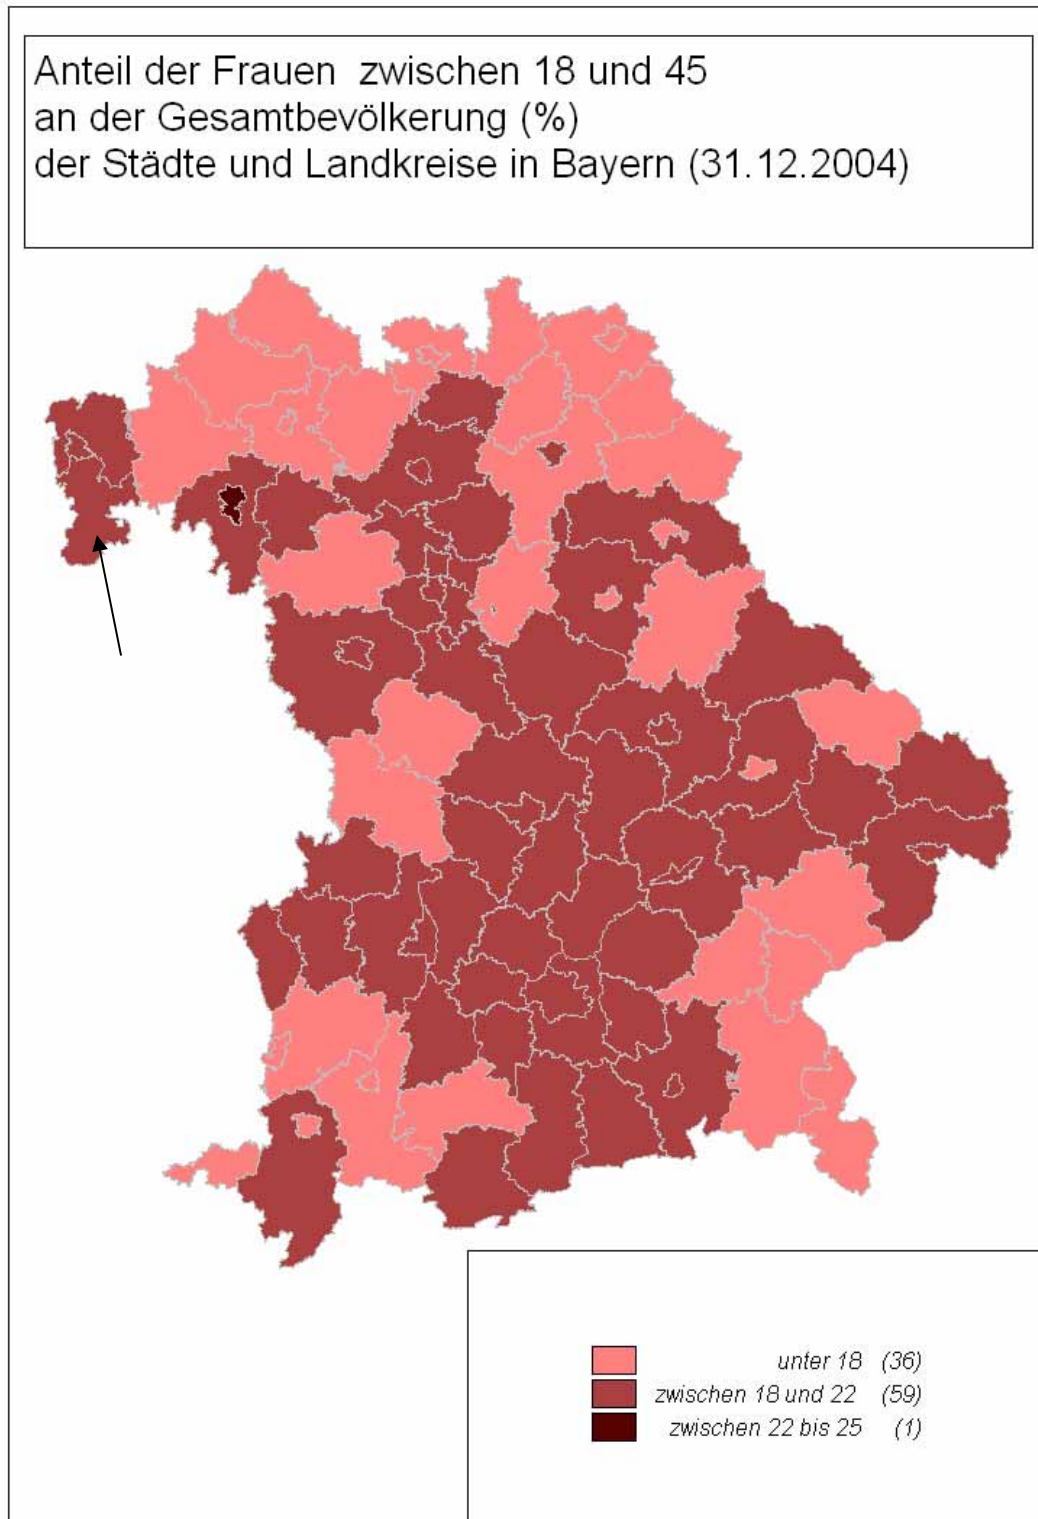 Anteil der Frauen zwischen 18 und 45
an der Gesamtbevölkerung (%)
der Städte und Landkreise in Bayern (31.12.2004)
unter 18 (36)
zwischen 18 und 22 (59)
zwischen 22 bis 25 (1)